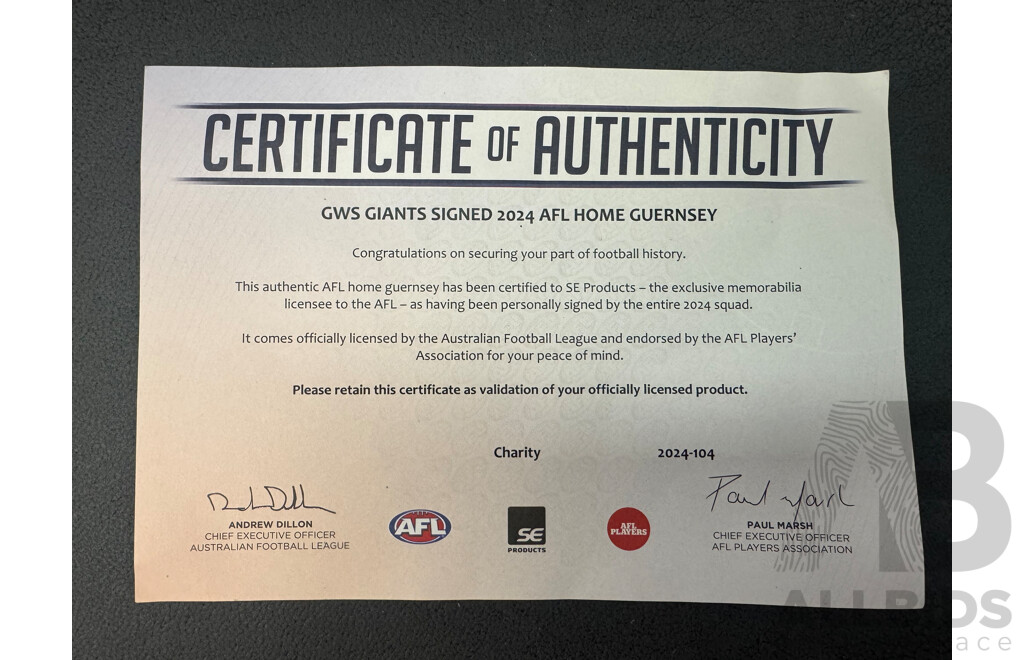 CERTIFICATE OF AUTHENTICITY
GWS GIANTS SIGNED 2024 AFL HOME GUERNSEY
Congratulations on securing your part of football history.
This authentic AFL home guernsey has been certified to SE Products – the exclusive memorabilia
licensee to the AFL – as having been personally signed by the entire 2024 squad.
It comes officially licensed by the Australian Football League and endorsed by the AFL Players'
Association for your peace of mind.
Please retain this certificate as validation of your officially licensed product.
Charity 2024-104
ANDREW DILLON
CHIEF EXECUTIVE OFFICER
AUSTRALIAN FOOTBALL LEAGUE
AFL
SE
PRODUCTS
AFL
PLAYERS
Paul Marsh
PAUL MARSH
CHIEF EXECUTIVE OFFICER
AFL PLAYERS ASSOCIATION
AB
ALLBIDS
ace